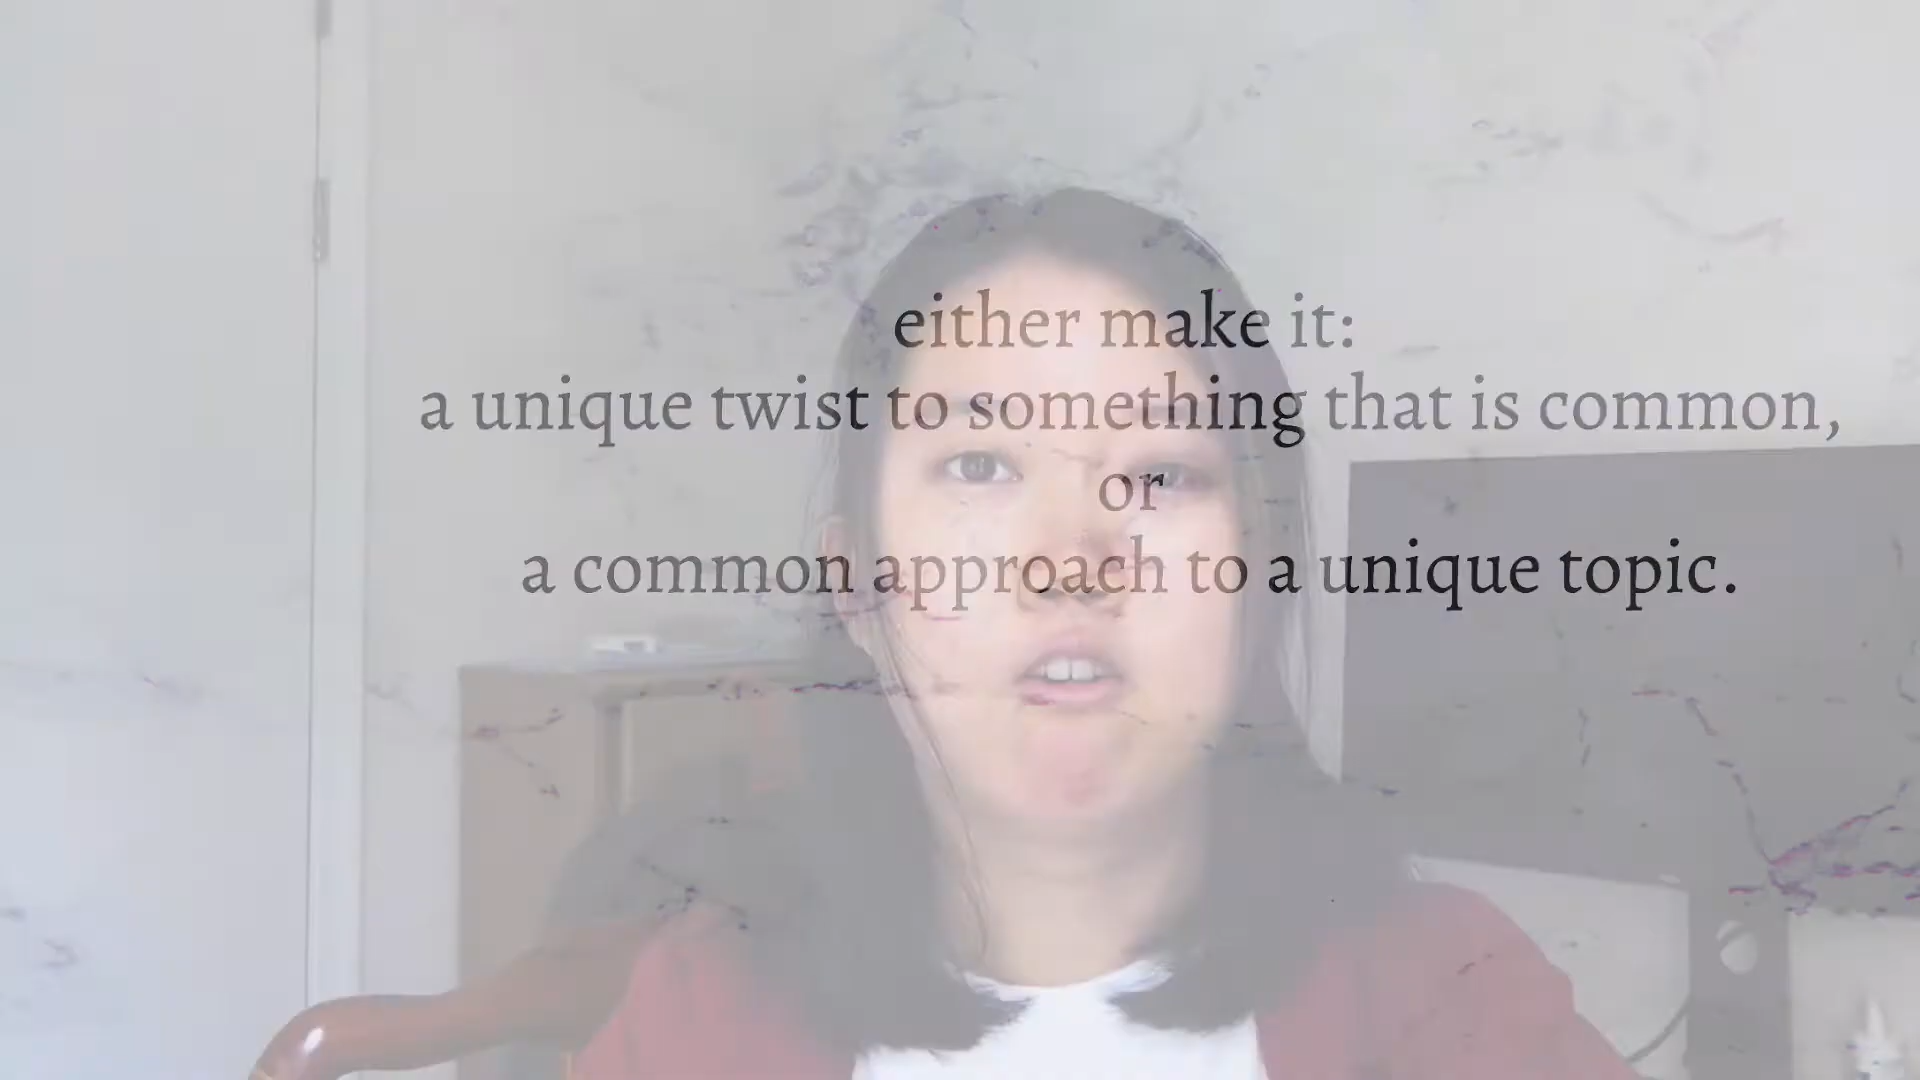 either make it:
a unique twist to something that is common,
or
a common approach to a unique topic.